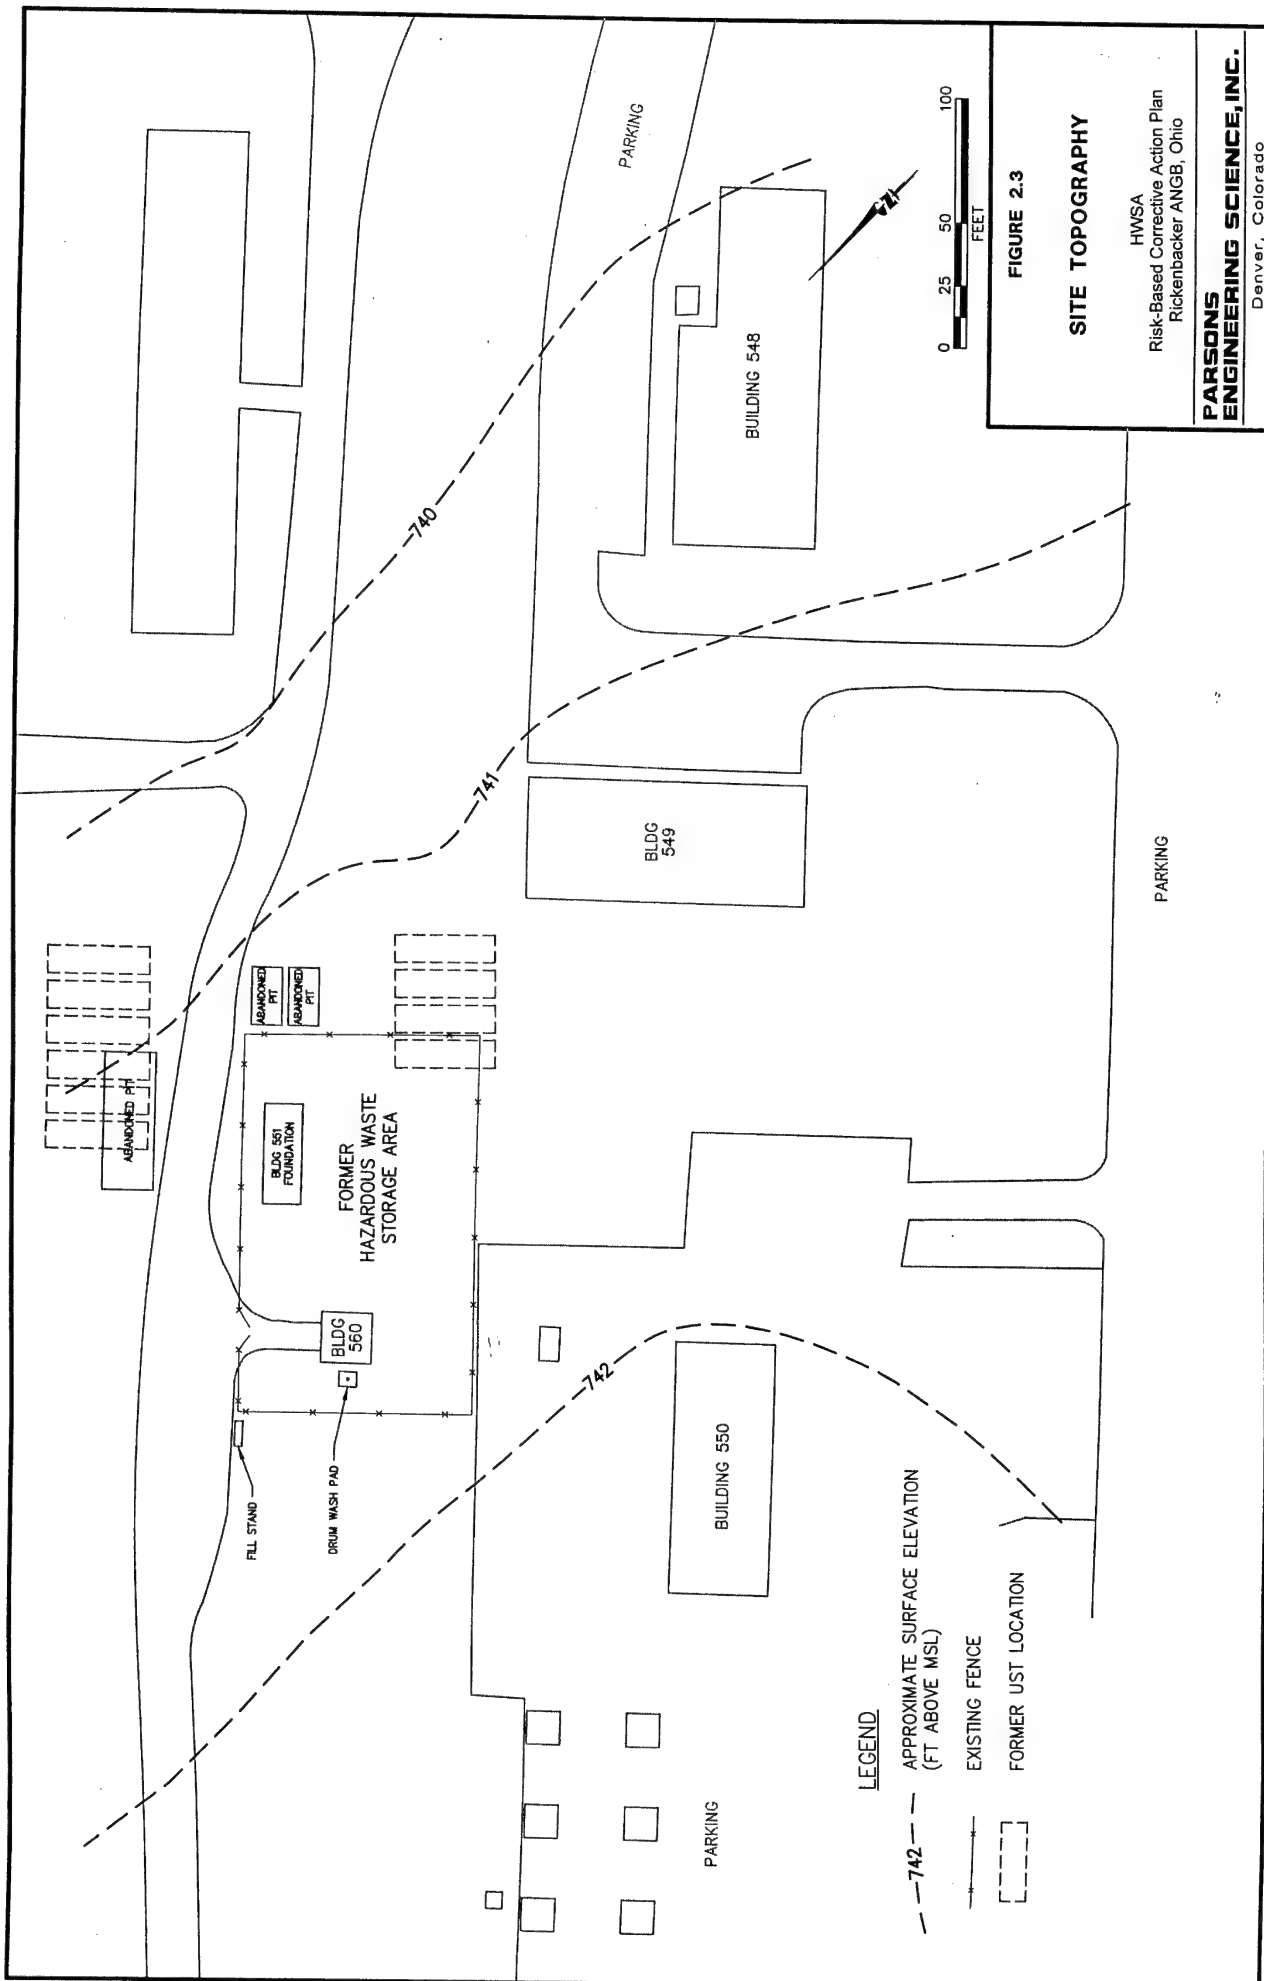 ABANDONED PIT
ABANDONED
PIT
ABANDONED
PIT
BLDG 551
FOUNDATION
FORMER
HAZARDOUS WASTE
STORAGE AREA
BLDG
560
FILL STAND
DRUM WASH PAD
740
741
742
BLDG
549
BUILDING 548
BUILDING 550
PARKING
PARKING
PARKING
LEGEND
742
APPROXIMATE SURFACE ELEVATION
(FT ABOVE MSL)
EXISTING FENCE
FORMER UST LOCATION
0 25 50 100
FEET
FIGURE 2.3
SITE TOPOGRAPHY
HWSA
Risk-Based Corrective Action Plan
Rickenbacker ANGB, Ohio
PARSONS
ENGINEERING SCIENCE, INC.
Denver, Colorado